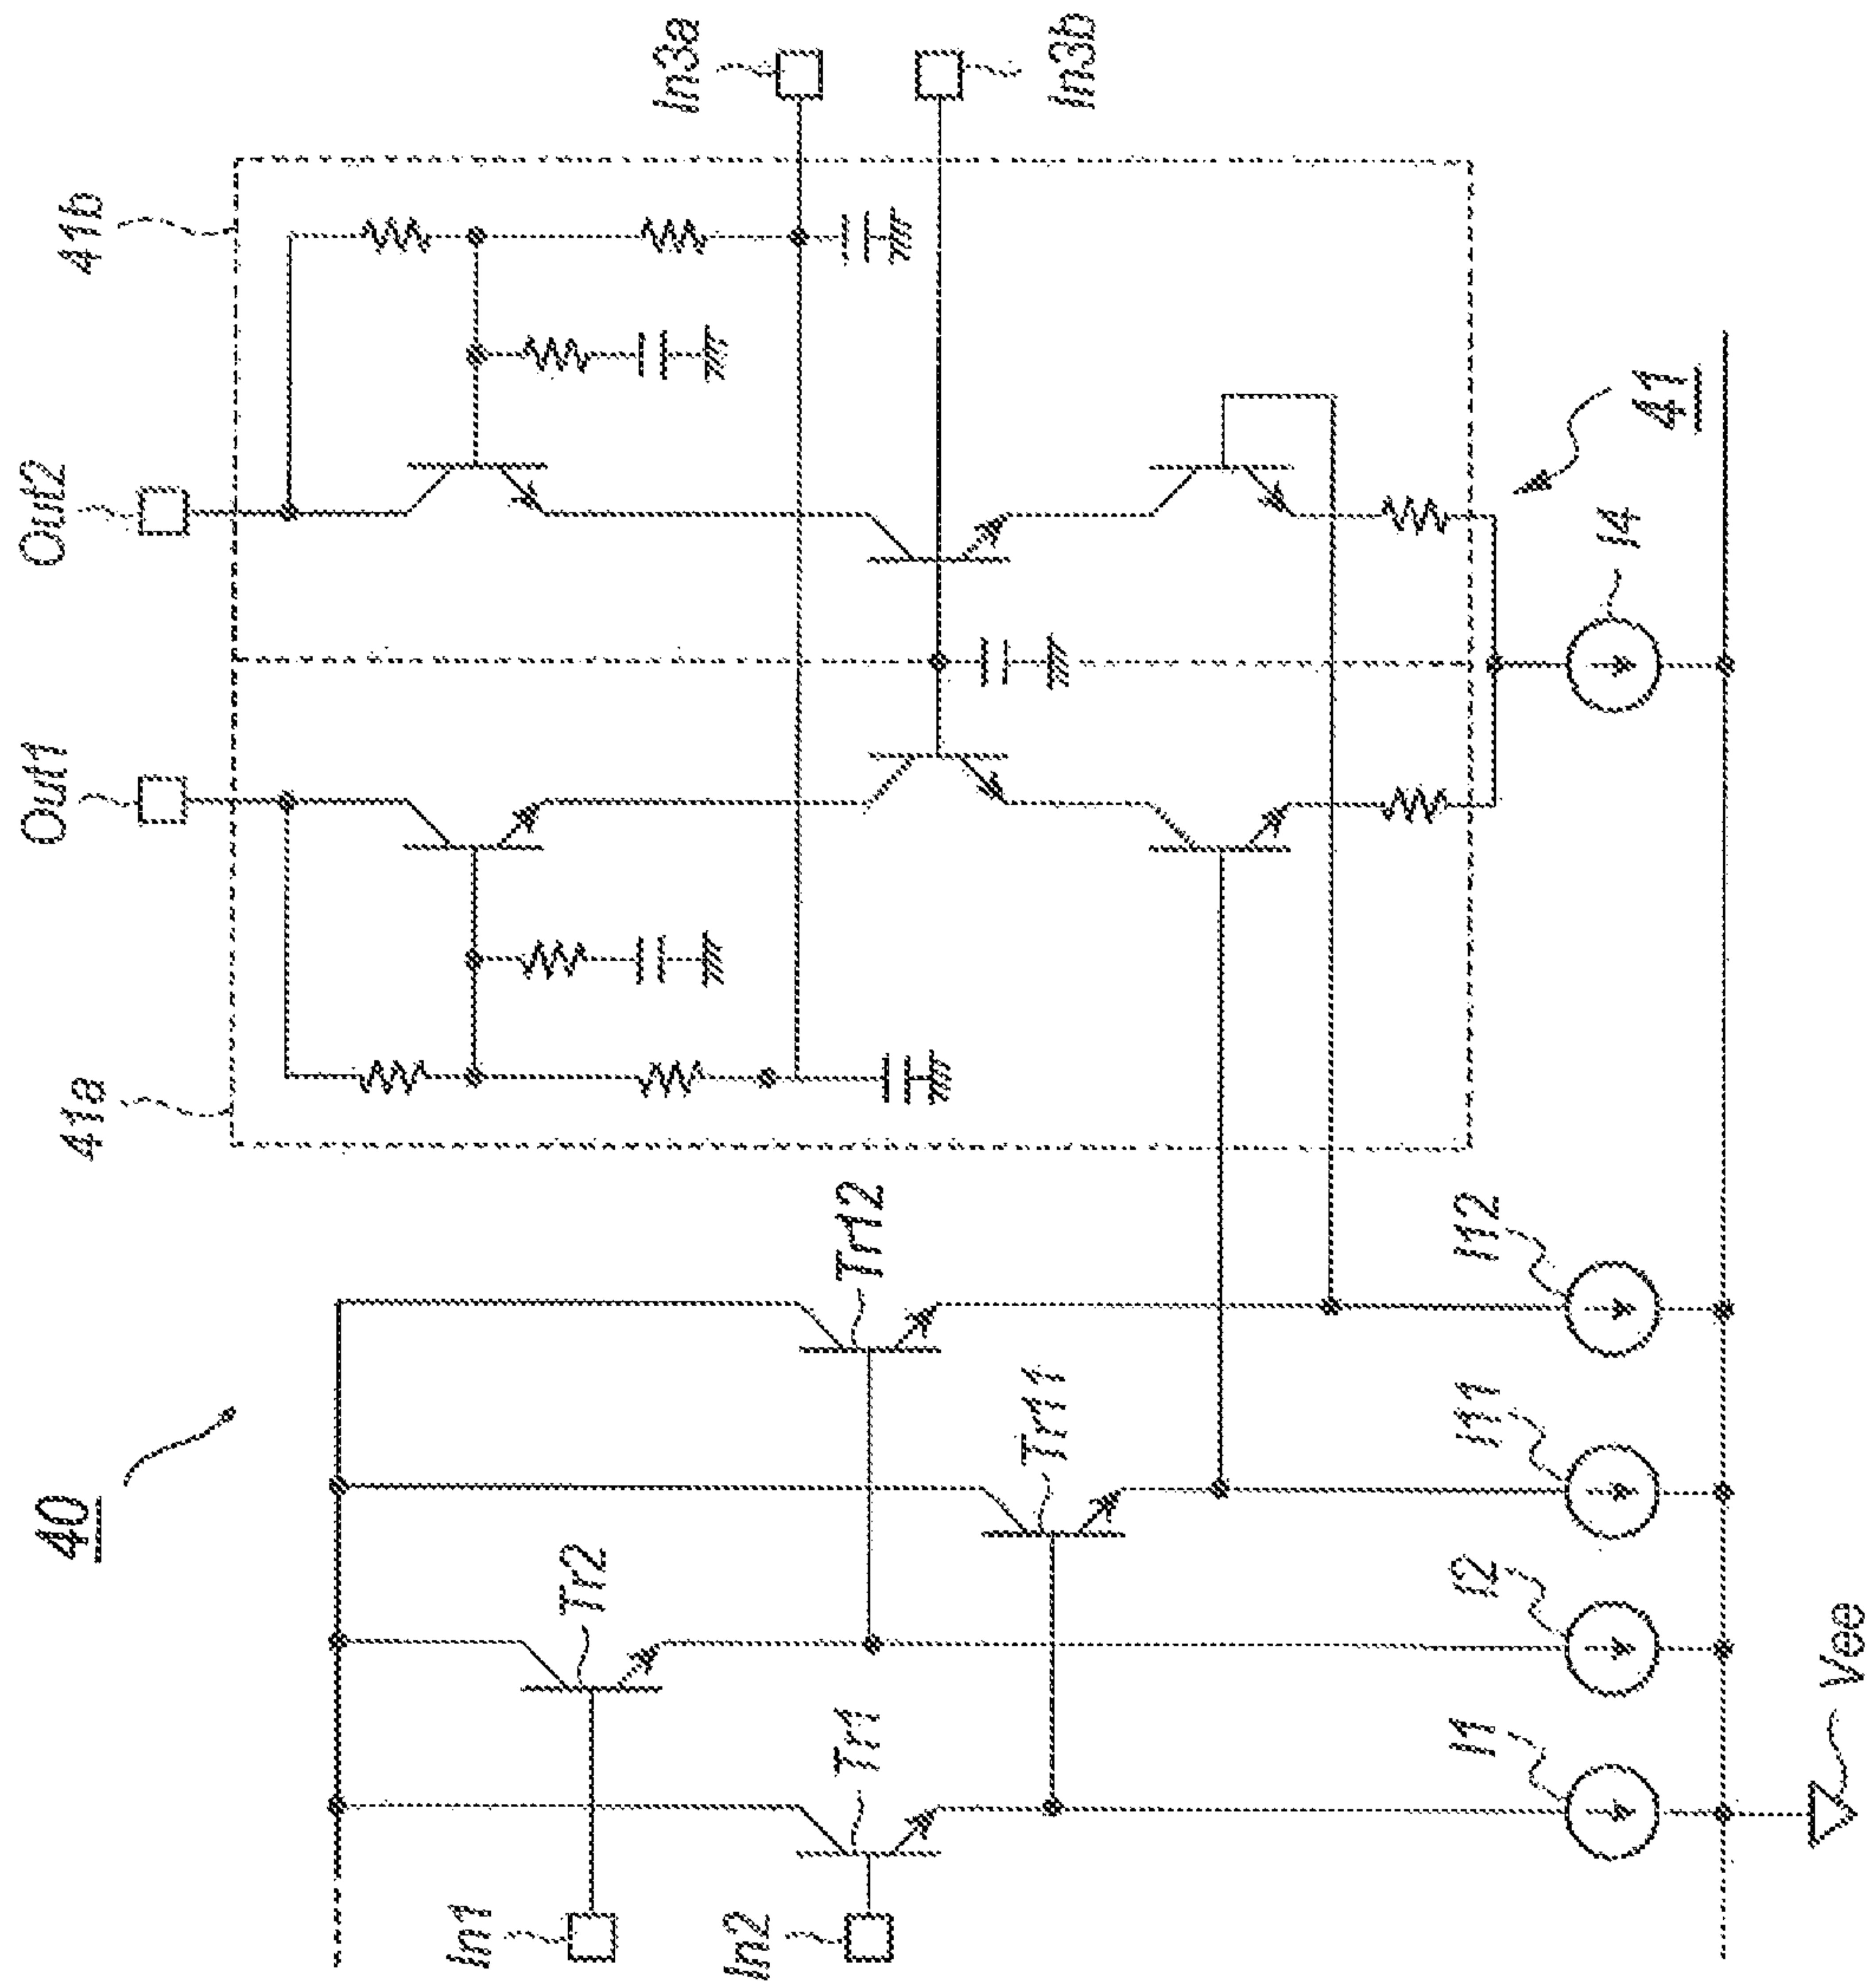 Out1
Out2
41a
41b
In3a
In3b
40
Tr12
Tr2
Tr11
Tr1
In1
In2
41
I1
I2
I11
I12
I4
Vee